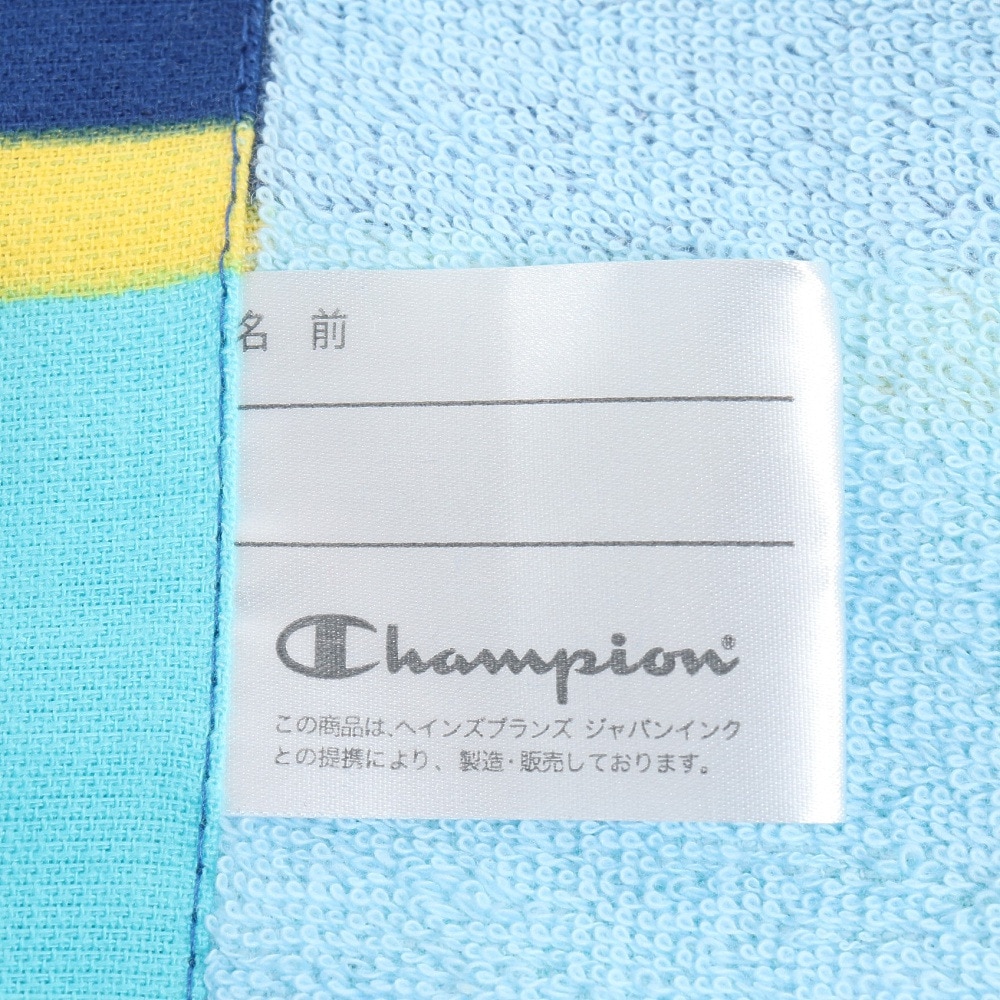 名 前
Champion®
この商品は、ヘインズブランズ ジャパンインク
との提携により、製造・販売しております。